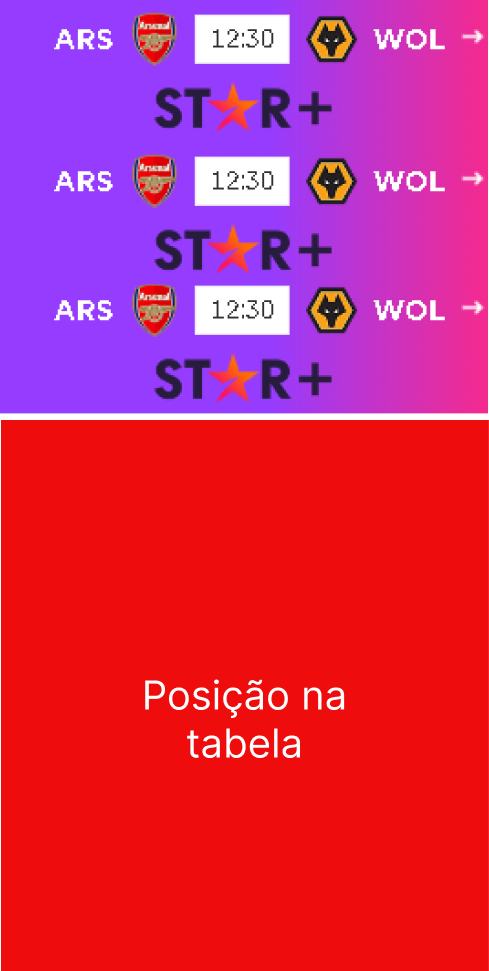 ARS Arsenal 12:30 WOL →
STAR+
ARS Arsenal 12:30 WOL →
STAR+
ARS Arsenal 12:30 WOL →
STAR+
Posição na
tabela